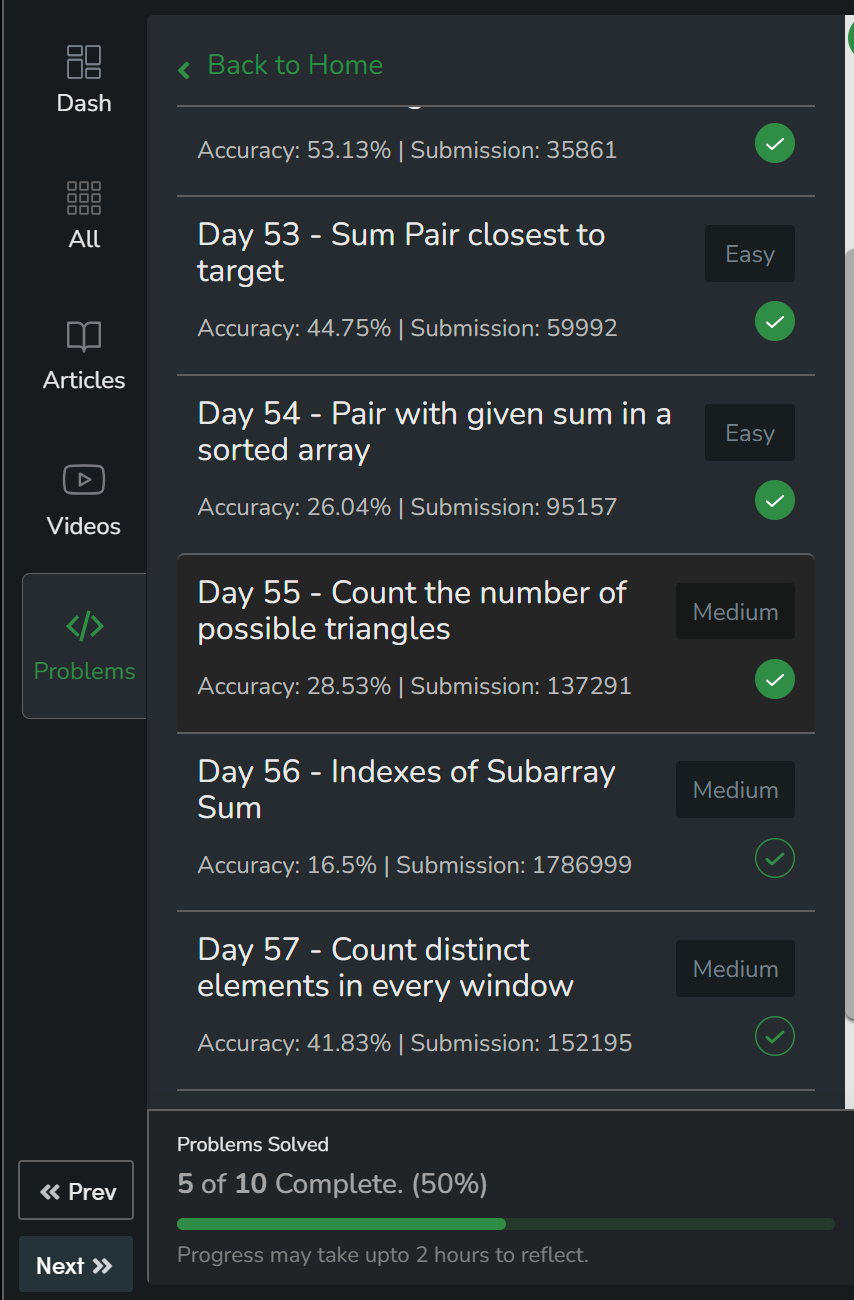 Dash
All
Articles
Videos
Problems
Prev
Next
Back to Home
Accuracy: 53.13% | Submission: 35861
Day 53 - Sum Pair closest to
target
Easy
Accuracy: 44.75% | Submission: 59992
Day 54 - Pair with given sum in a
sorted array
Easy
Accuracy: 26.04% | Submission: 95157
Day 55 - Count the number of
possible triangles
Medium
Accuracy: 28.53% | Submission: 137291
Day 56 - Indexes of Subarray
Sum
Medium
Accuracy: 16.5% | Submission: 1786999
Day 57 - Count distinct
elements in every window
Medium
Accuracy: 41.83% | Submission: 152195
Problems Solved
5 of 10 Complete. (50%)
Progress may take upto 2 hours to reflect.